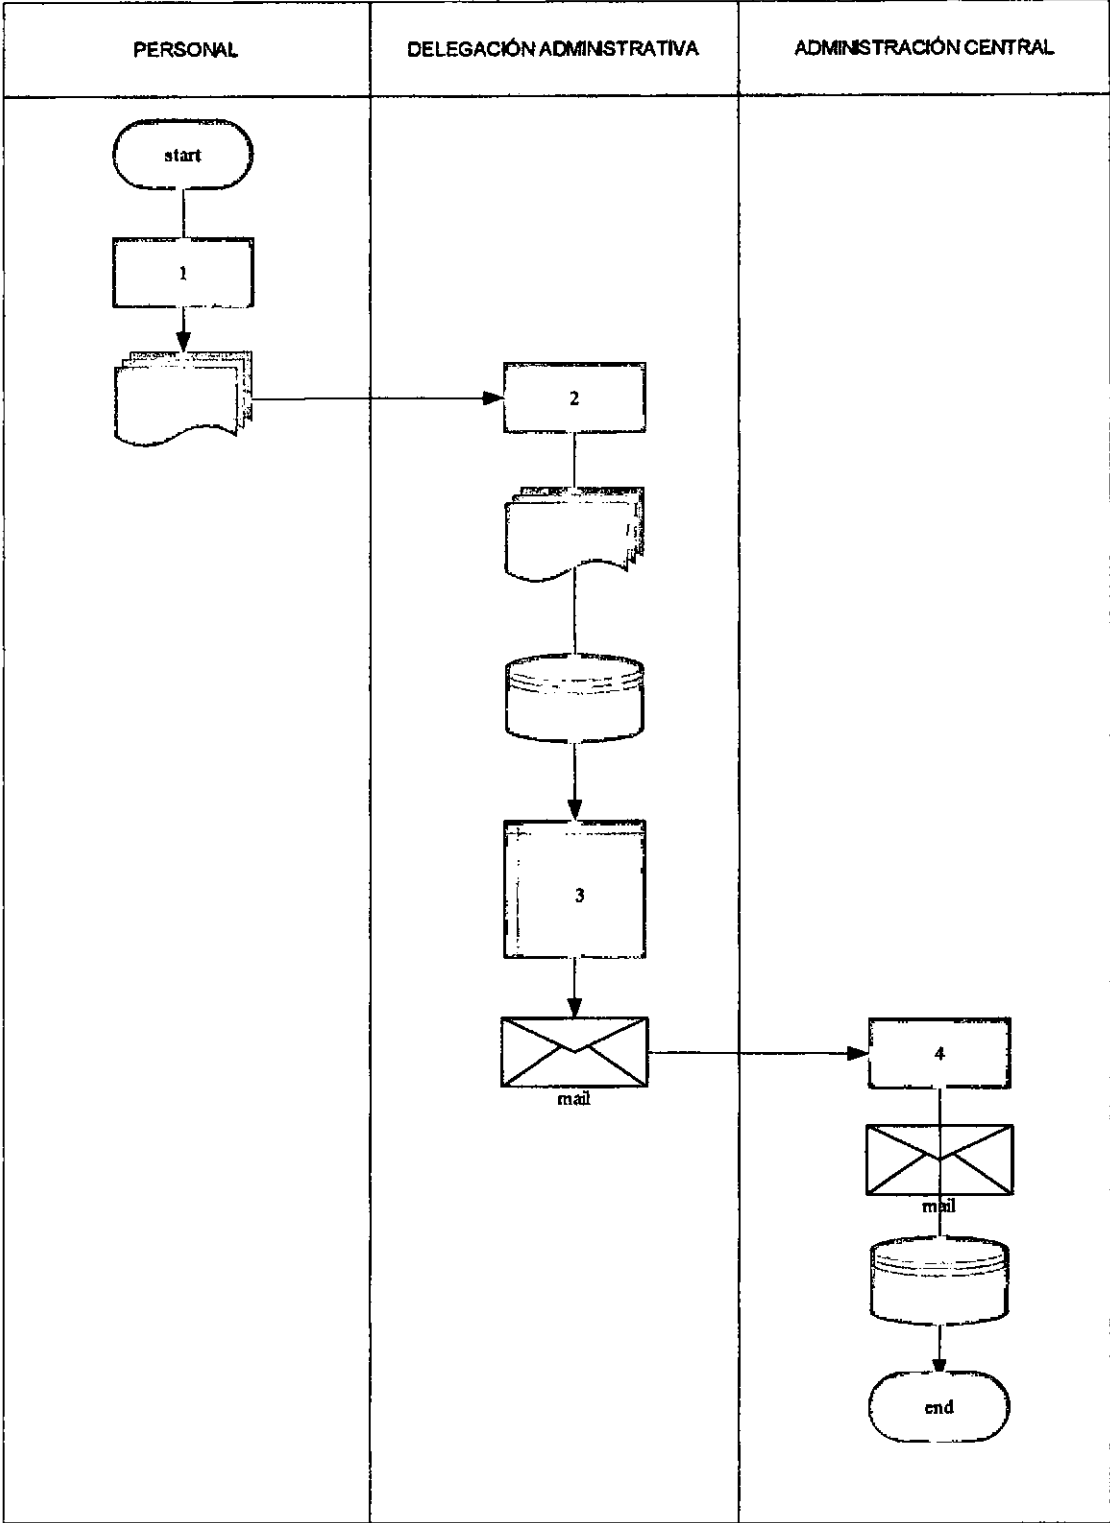 PERSONAL
DELEGACIÓN ADMINISTRATIVA
ADMINISTRACIÓN CENTRAL
start
1
2
3
mail
4
mail
end